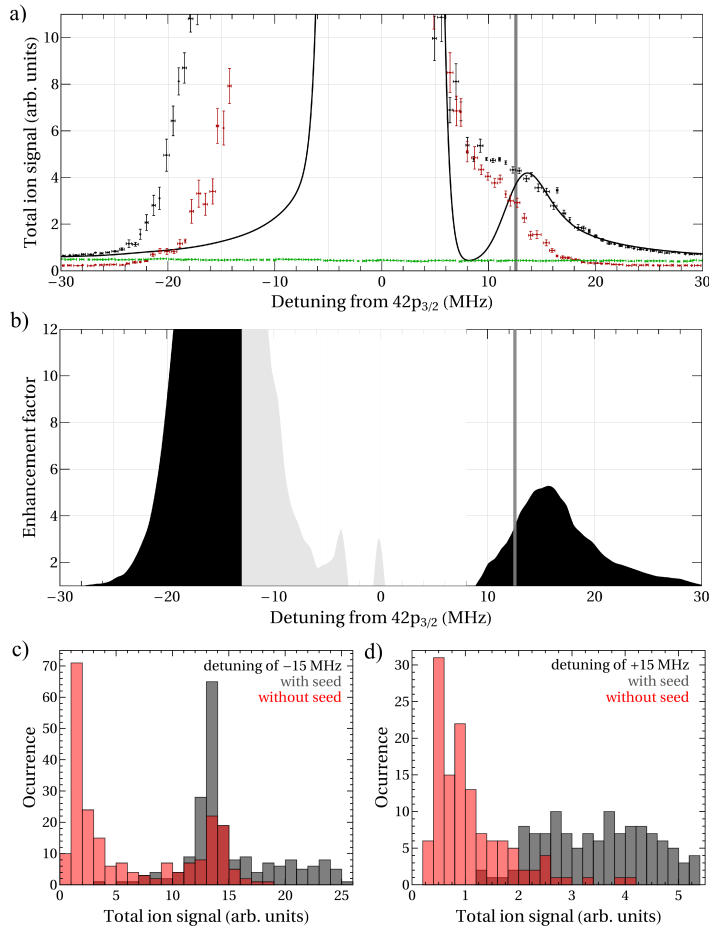 a)
Total ion signal (arb. units)
10
8
6
4
2
0
−30 −20 −10 0 10 20 30
Detuning from 42p3/2 (MHz)
b)
Enhancement factor
12
10
8
6
4
2
−30 −20 −10 0 10 20 30
Detuning from 42p3/2 (MHz)
c)
Ocurrence
70
60
50
40
30
20
10
0
detuning of −15 MHz
with seed
without seed
0 5 10 15 20 25
Total ion signal (arb. units)
d)
Ocurrence
30
25
20
15
10
5
0
detuning of +15 MHz
with seed
without seed
0 1 2 3 4 5
Total ion signal (arb. units)